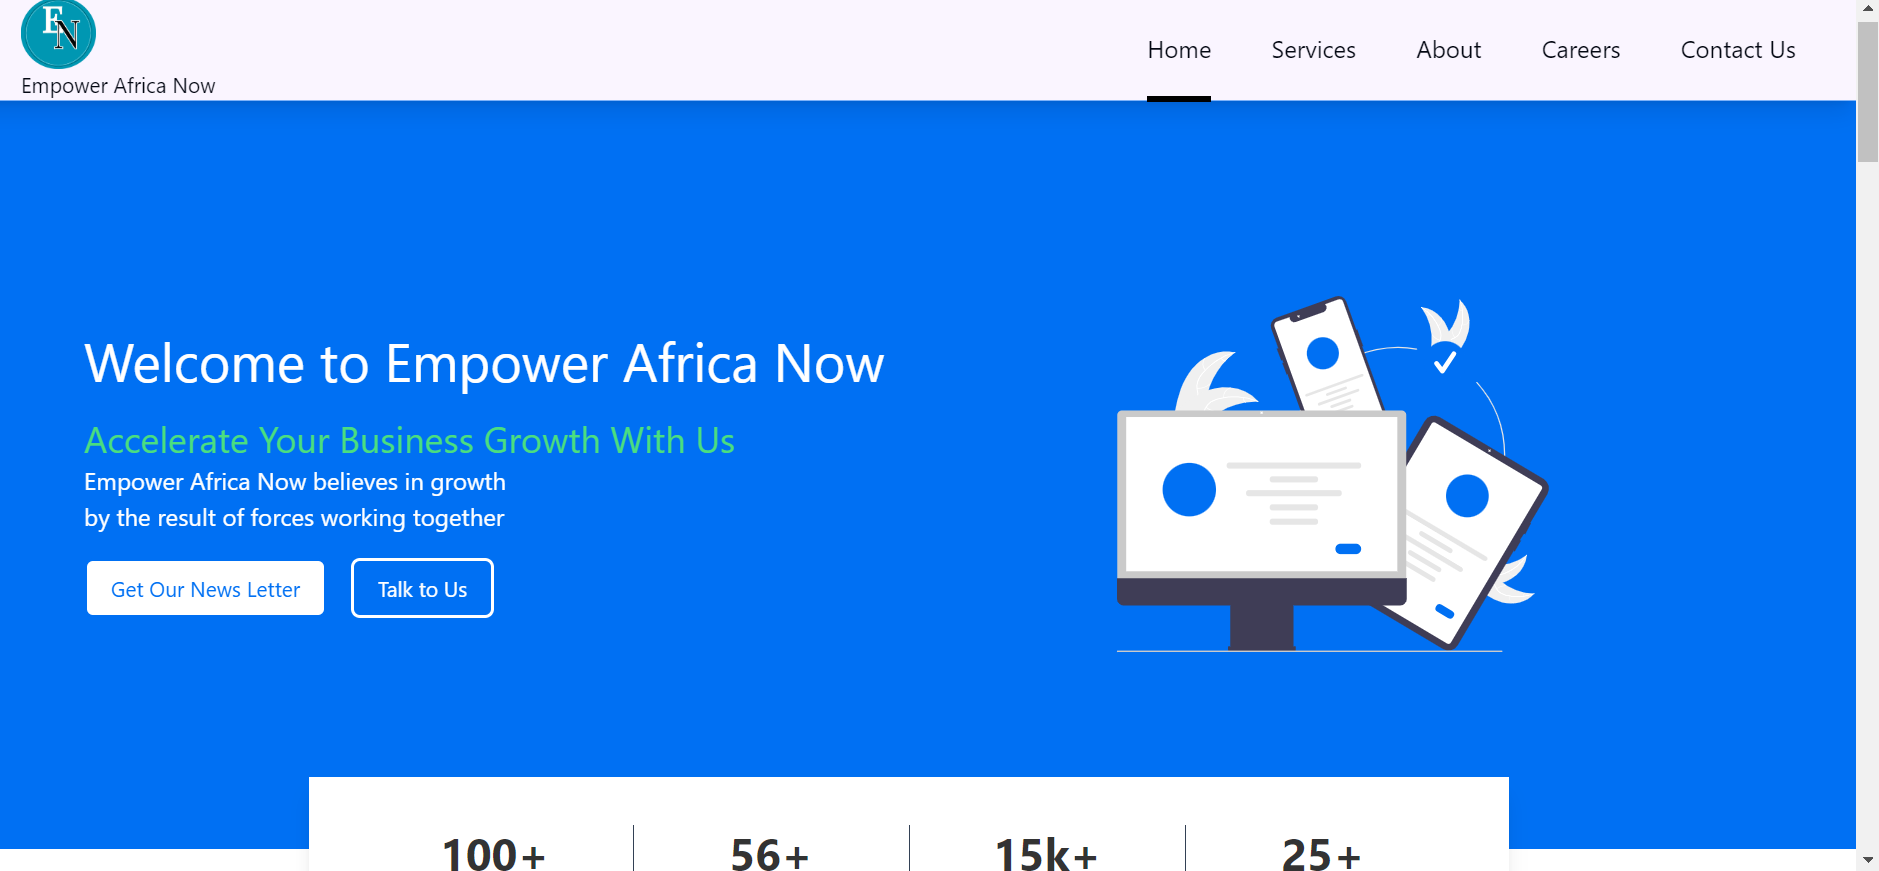 EN
Empower Africa Now
Home Services About Careers Contact Us
Welcome to Empower Africa Now
Accelerate Your Business Growth With Us
Empower Africa Now believes in growth
by the result of forces working together
Get Our News Letter Talk to Us
100+ 56+ 15k+ 25+